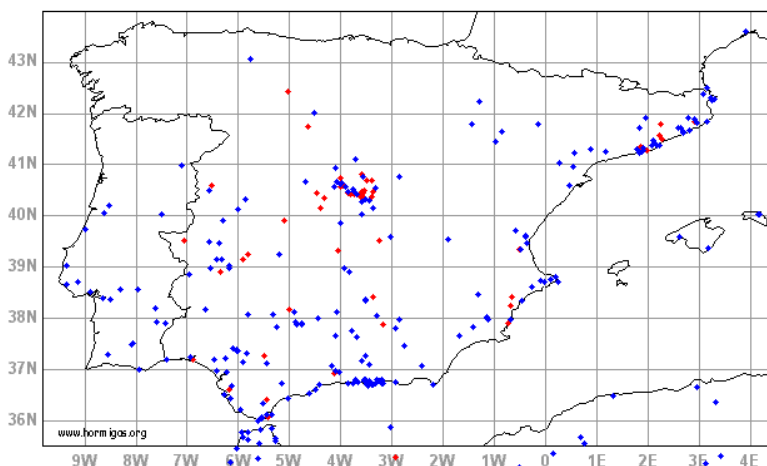 43N
42N
41N
40N
39N
38N
37N
36N
www.hormigas.org
9W 8W 7W 6W 5W 4W 3W 2W 1W 0 1E 2E 3E 4E